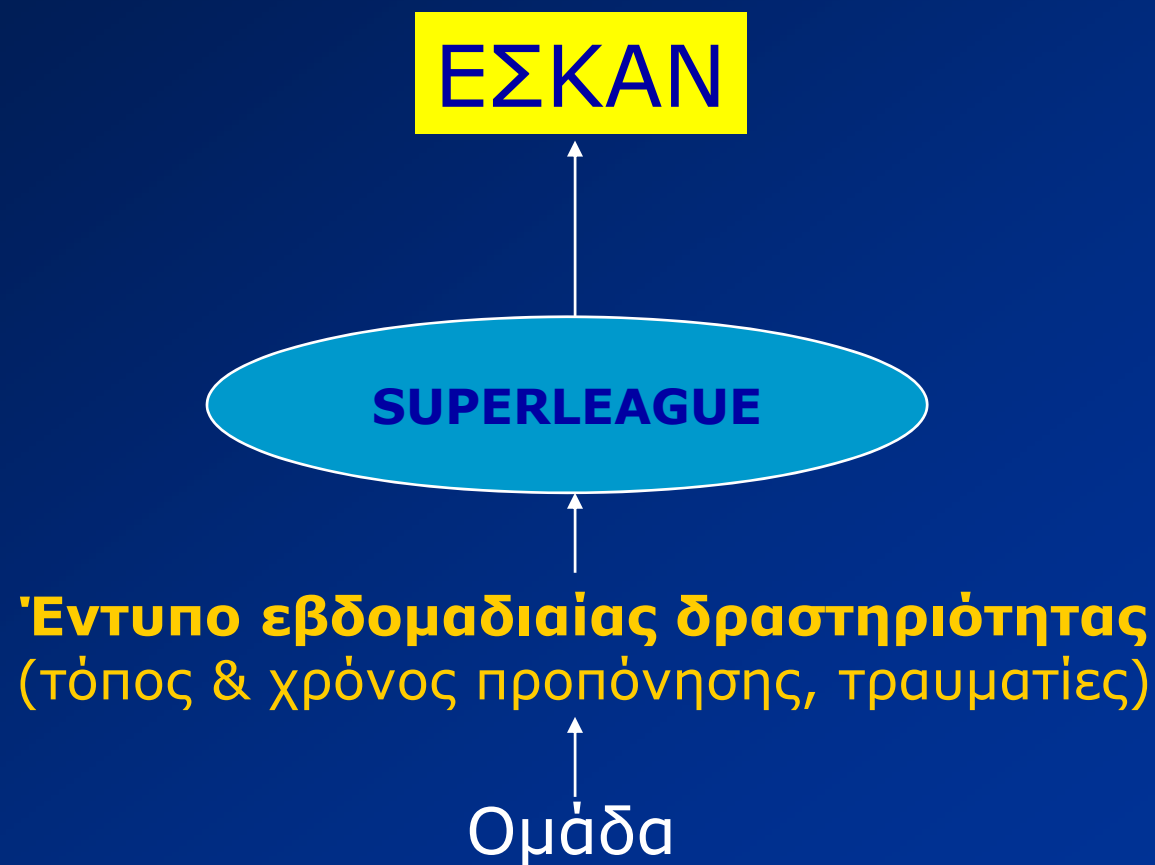 ΕΣΚΑΝ
SUPERLEAGUE
Έντυπο εβδομαδιαίας δραστηριότητας
(τόπος & χρόνος προπόνησης, τραυματίες)
Ομάδα